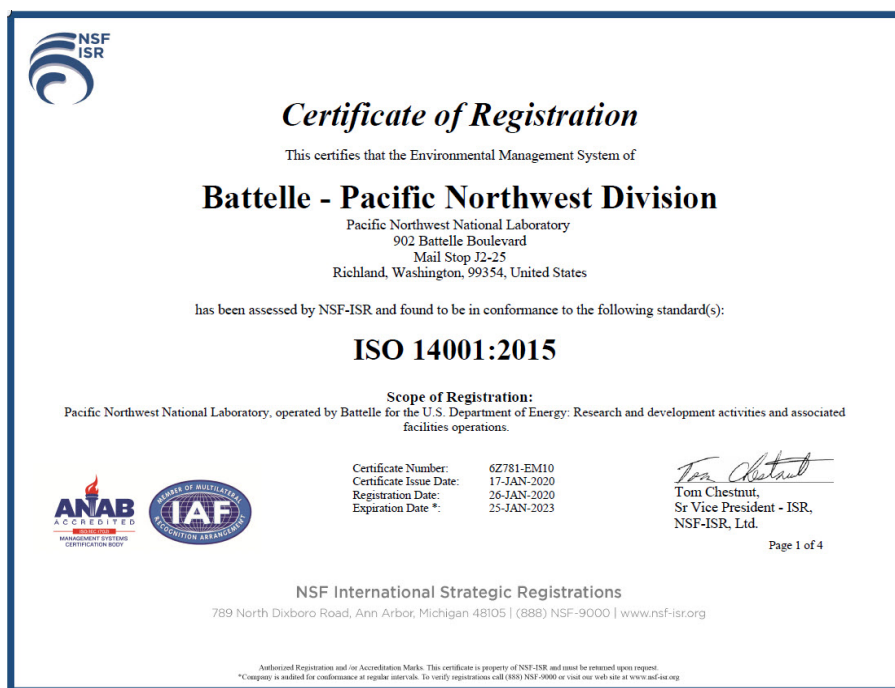 NSF
ISR
Certificate of Registration
This certifies that the Environmental Management System of
Battelle - Pacific Northwest Division
Pacific Northwest National Laboratory
902 Battelle Boulevard
Mail Stop J2-25
Richland, Washington, 99354, United States
has been assessed by NSF-ISR and found to be in conformance to the following standard(s):
ISO 14001:2015
Scope of Registration:
Pacific Northwest National Laboratory, operated by Battelle for the U.S. Department of Energy: Research and development activities and associated
facilities operations.
ANAB
ACCREDITED
MANAGEMENT SYSTEMS
CERTIFICATION BODY
MEMBER OF MULTILATERAL
IAF
RECOGNITION ARRANGEMENT
Certificate Number: 6Z781-EM10
Certificate Issue Date: 17-JAN-2020
Registration Date: 26-JAN-2020
Expiration Date *: 25-JAN-2023
Tom Chestnut
Tom Chestnut,
Sr Vice President - ISR,
NSF-ISR, Ltd.
Page 1 of 4
NSF International Strategic Registrations
789 North Dixboro Road, Ann Arbor, Michigan 48105 | (888) NSF-9000 | www.nsf-isr.org
Authorized Registration and /or Accreditation Marks. This certificate is property of NSF-ISR and must be returned upon request.
*Company is audited for conformance at regular intervals. To verify registrations call (888) NSF-9000 or visit our web site at www.nsf-isr.org